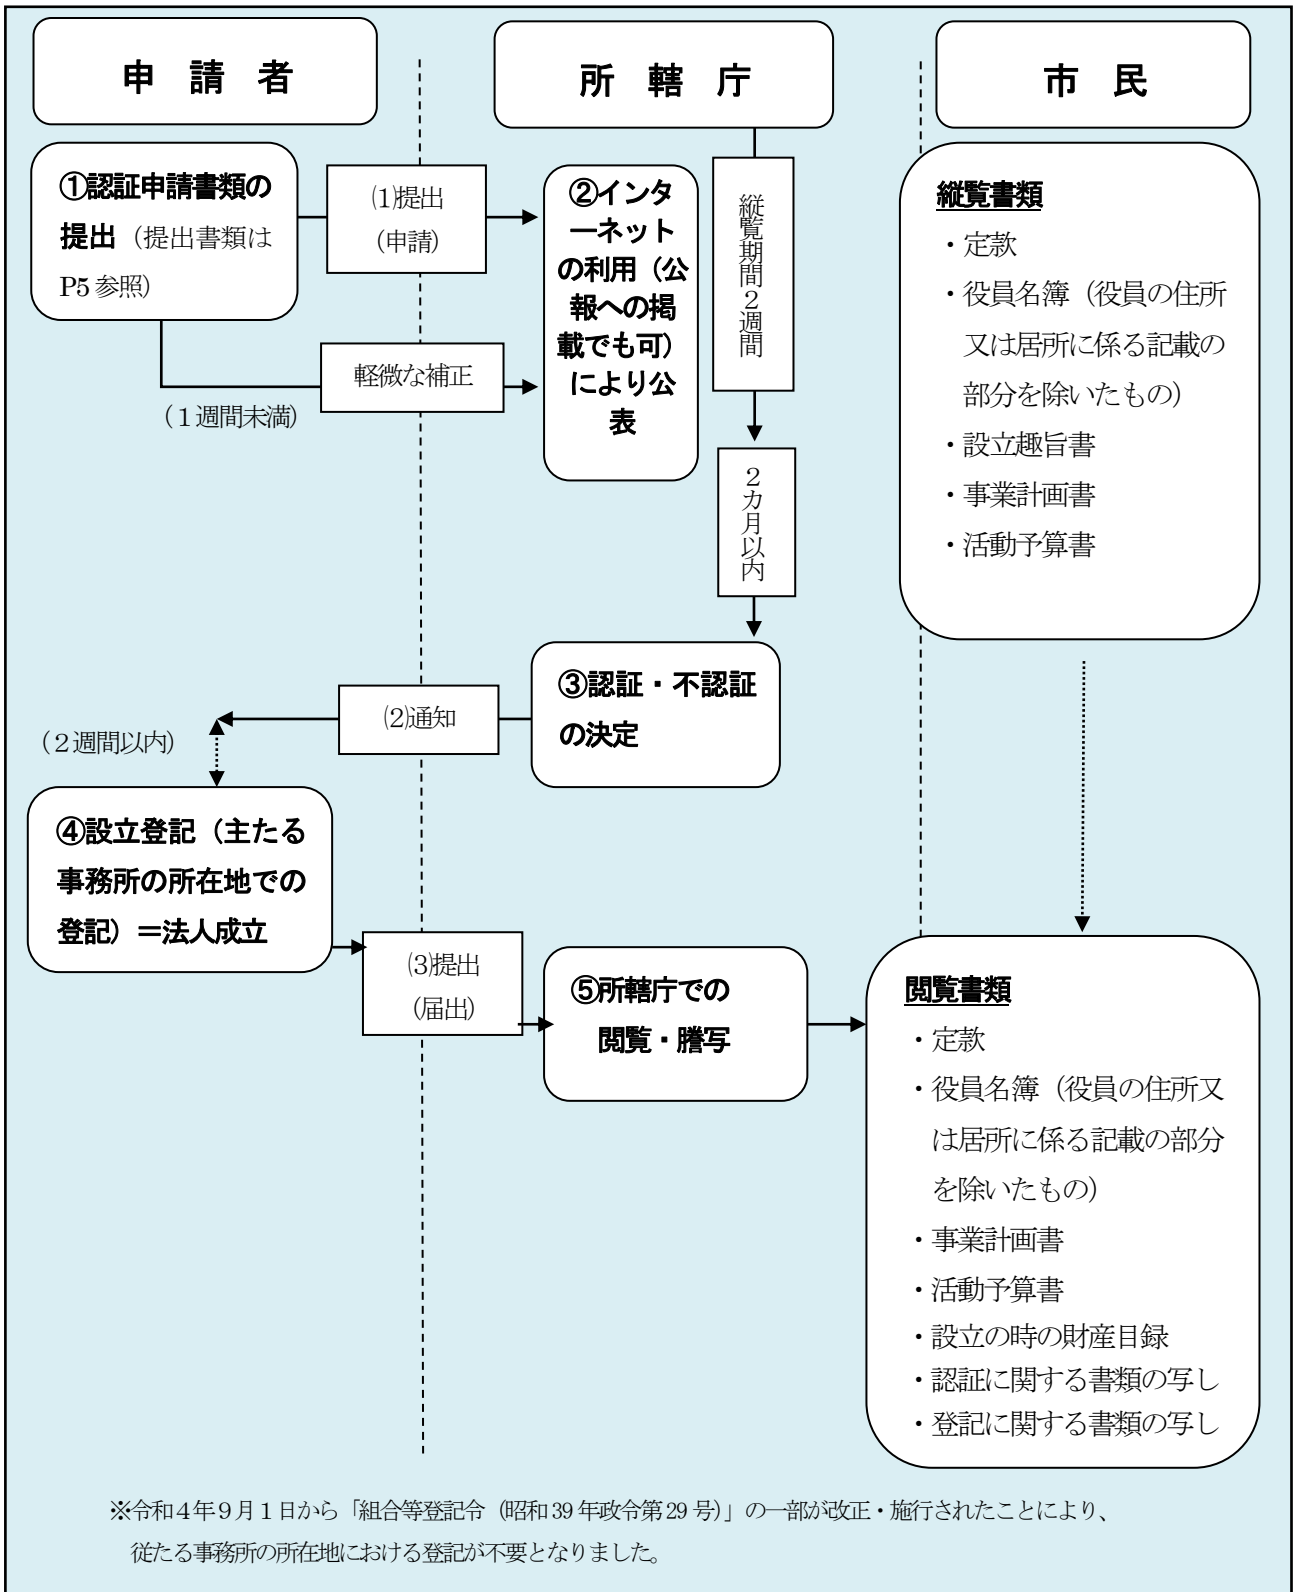 申 請 者
所 轄 庁
市 民
①認証申請書類の
提出（提出書類は
P5 参照）
(1)提出
(申請)
軽微な補正
（１週間未満）
②インタ
ーネット
の利用（公
報への掲
載でも可）
により公
表
縦覧期間２週間
２カ月以内
縦覧書類
・定款
・役員名簿（役員の住所
又は居所に係る記載の
部分を除いたもの）
・設立趣旨書
・事業計画書
・活動予算書
③認証・不認証
の決定
(2)通知
（２週間以内）
④設立登記（主たる
事務所の所在地での
登記）＝法人成立
(3)提出
(届出)
⑤所轄庁での
閲覧・謄写
閲覧書類
・定款
・役員名簿（役員の住所又
は居所に係る記載の部分
を除いたもの）
・事業計画書
・活動予算書
・設立の時の財産目録
・認証に関する書類の写し
・登記に関する書類の写し
※令和４年９月１日から「組合等登記令（昭和 39 年政令第 29 号）」の一部が改正・施行されたことにより、
従たる事務所の所在地における登記が不要となりました。